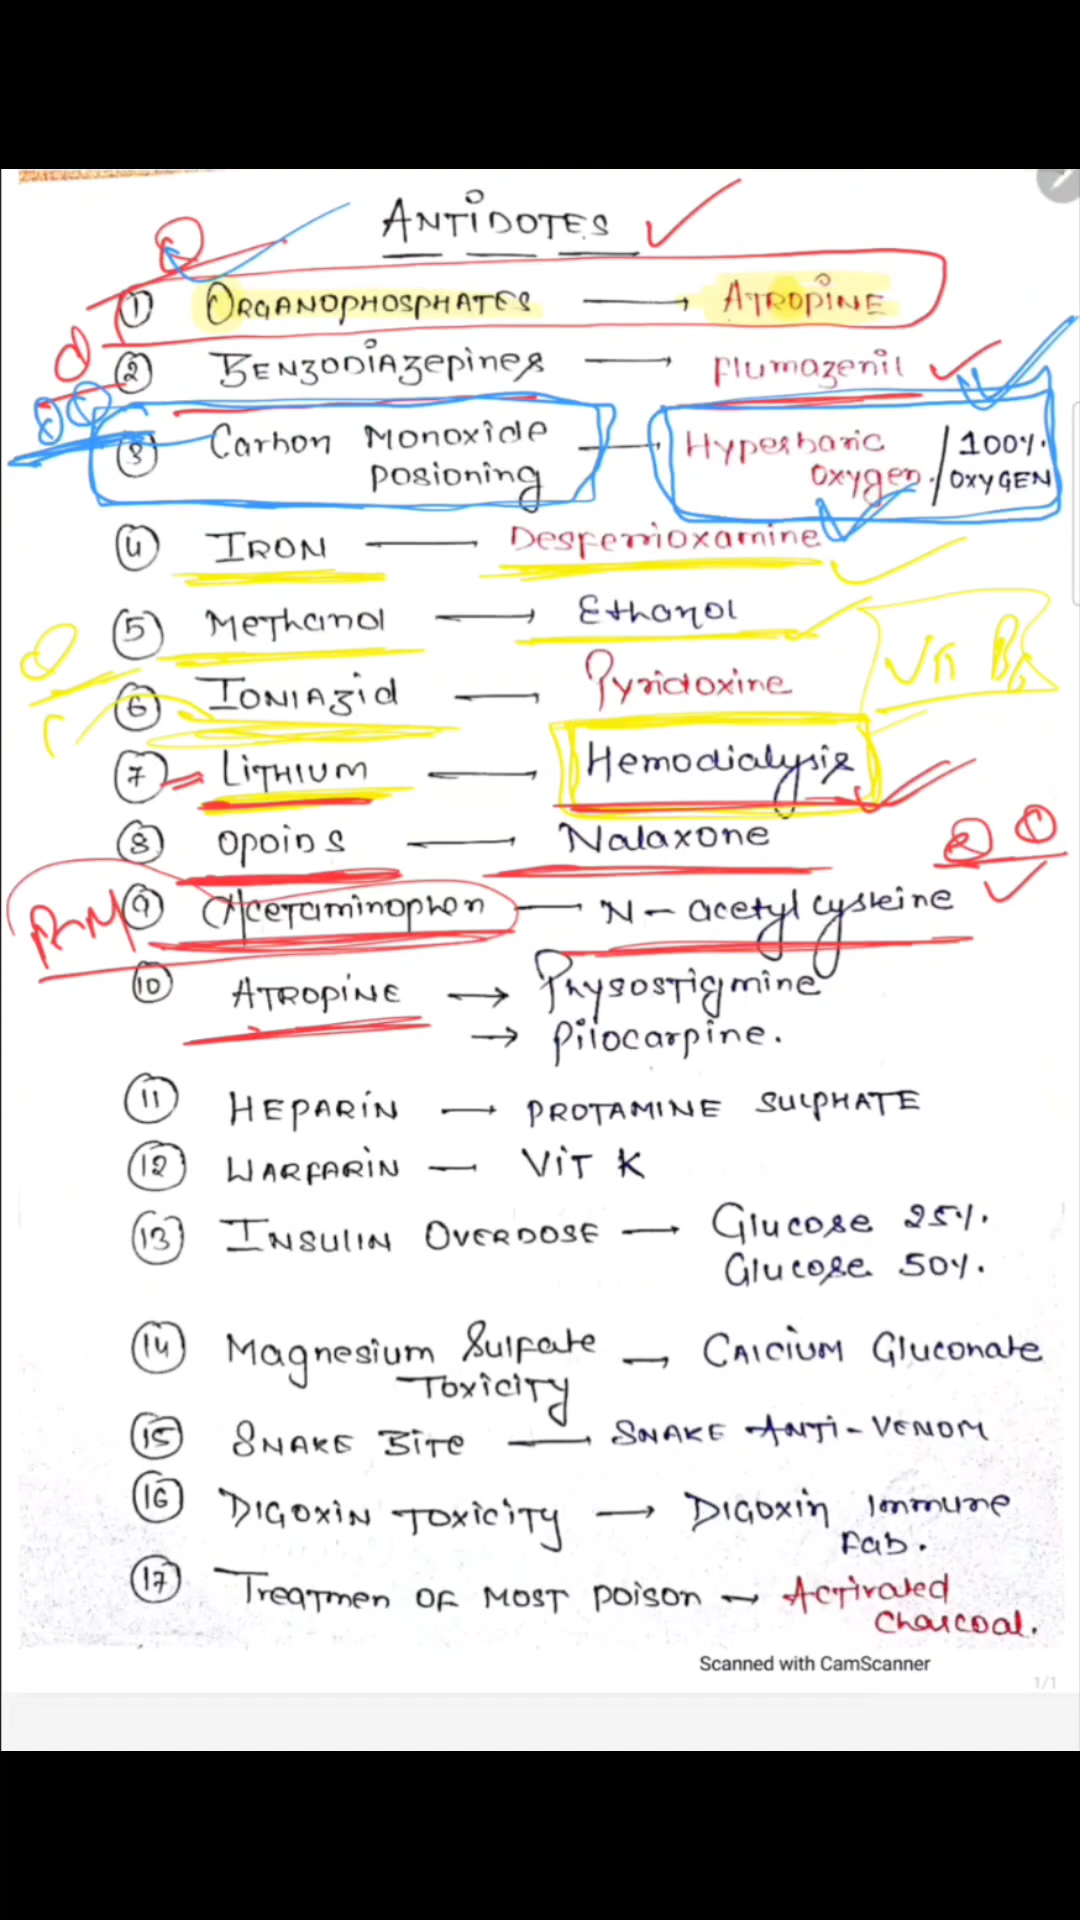 ANTIDOTES
① ORGANOPHOSPHATES → ATROPINE
② BENZODIAZEpines → flumazenil
③ Carbon Monoxide → Hyperbaric / 100%.
posioning oxygen. / OXYGEN
④ IRON — Desferrioxamine
⑤ Methanol → Ethanol
⑥ IONIAZID → Pyridoxine
Vit B6
⑦ LITHIUM — Hemodialysis
⑧ OPOIDS → Nalaxone
⑨ Acetaminophen — N - acetyl cysteine
⑩ ATROPINE → Physostigmine
→ pilocarpine.
⑪ HEPARIN → PROTAMINE SULPHATE
⑫ WARFARIN — VIT K
⑬ INSULIN OVERDOSE → Glucose 25%.
Glucose 50%.
⑭ Magnesium Sulfate → CAlCIUM Gluconate
TOXICITY
⑮ SNAKE BITE — SNAKE ANTI-VENOM
⑯ DIGOXIN TOXICITY → DIGOXIN Immune
Fab.
⑰ Treatmen OF MOST POISON → Activated
Charcoal.
Scanned with CamScanner
1/1